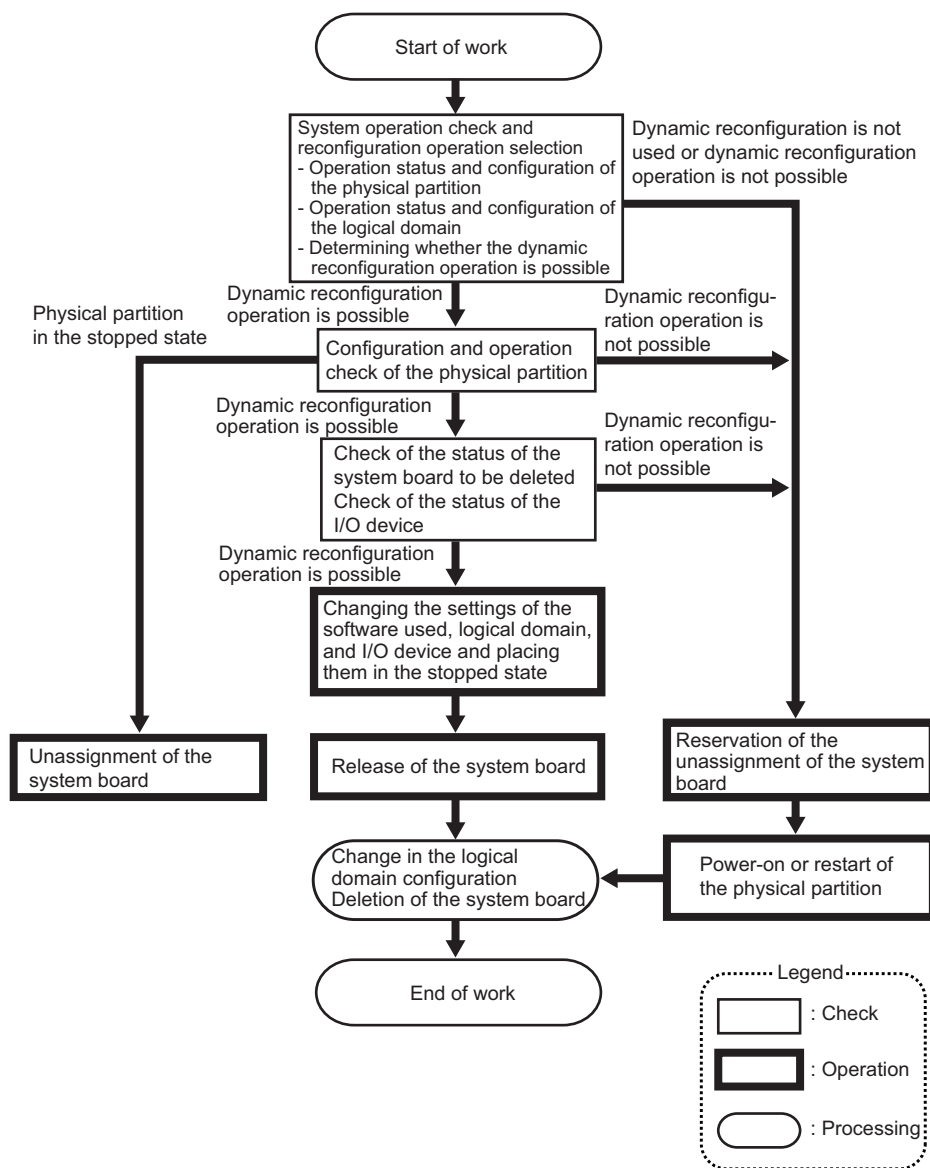 Start of work
System operation check and
reconfiguration operation selection
- Operation status and configuration of
the physical partition
- Operation status and configuration of
the logical domain
- Determining whether the dynamic
reconfiguration operation is possible
Dynamic reconfiguration is not
used or dynamic reconfiguration
operation is not possible
Dynamic reconfiguration
operation is possible
Physical partition
in the stopped state
Dynamic reconfigu-
ration operation is
not possible
Configuration and operation
check of the physical partition
Dynamic reconfiguration
operation is possible
Dynamic reconfigu-
ration operation is
not possible
Check of the status of the
system board to be deleted
Check of the status of the
I/O device
Dynamic reconfiguration
operation is possible
Changing the settings of the
software used, logical domain,
and I/O device and placing
them in the stopped state
Unassignment of the
system board
Release of the system board
Reservation of the
unassignment of the system
board
Change in the logical
domain configuration
Deletion of the system board
Power-on or restart of
the physical partition
End of work
Legend
: Check
: Operation
: Processing